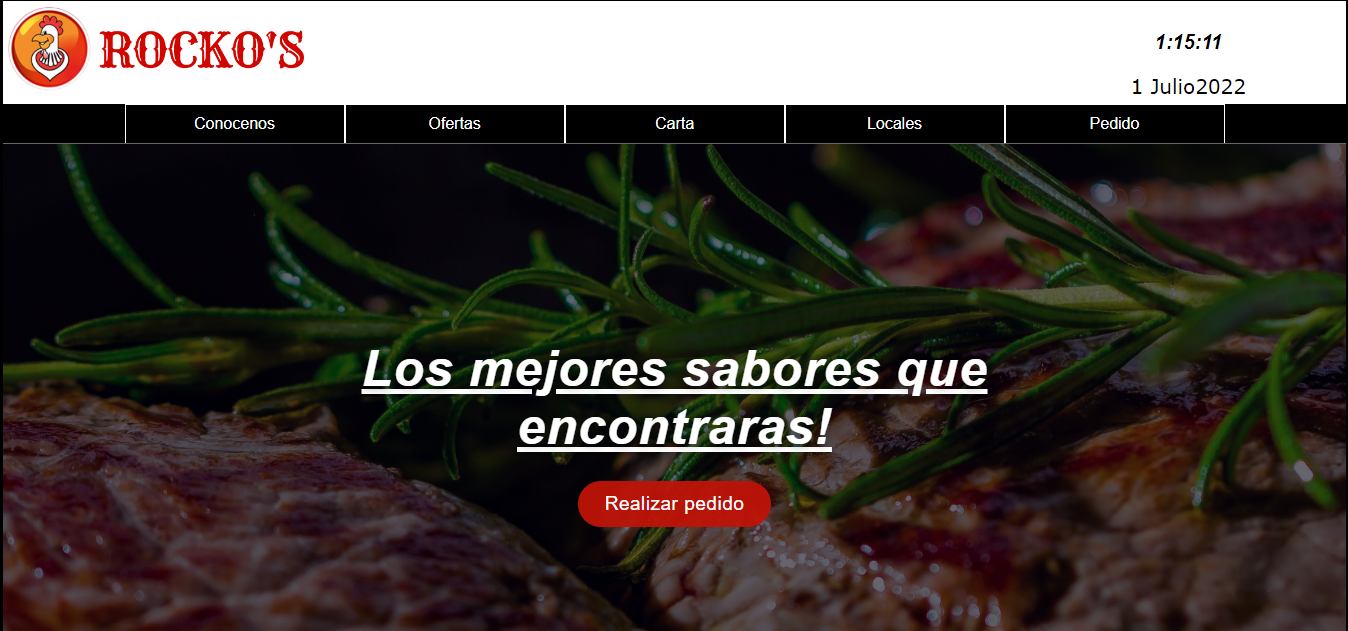 ROCKO'S
1:15:11
1 Julio2022
Conocenos
Ofertas
Carta
Locales
Pedido
Los mejores sabores que
encontraras!
Realizar pedido